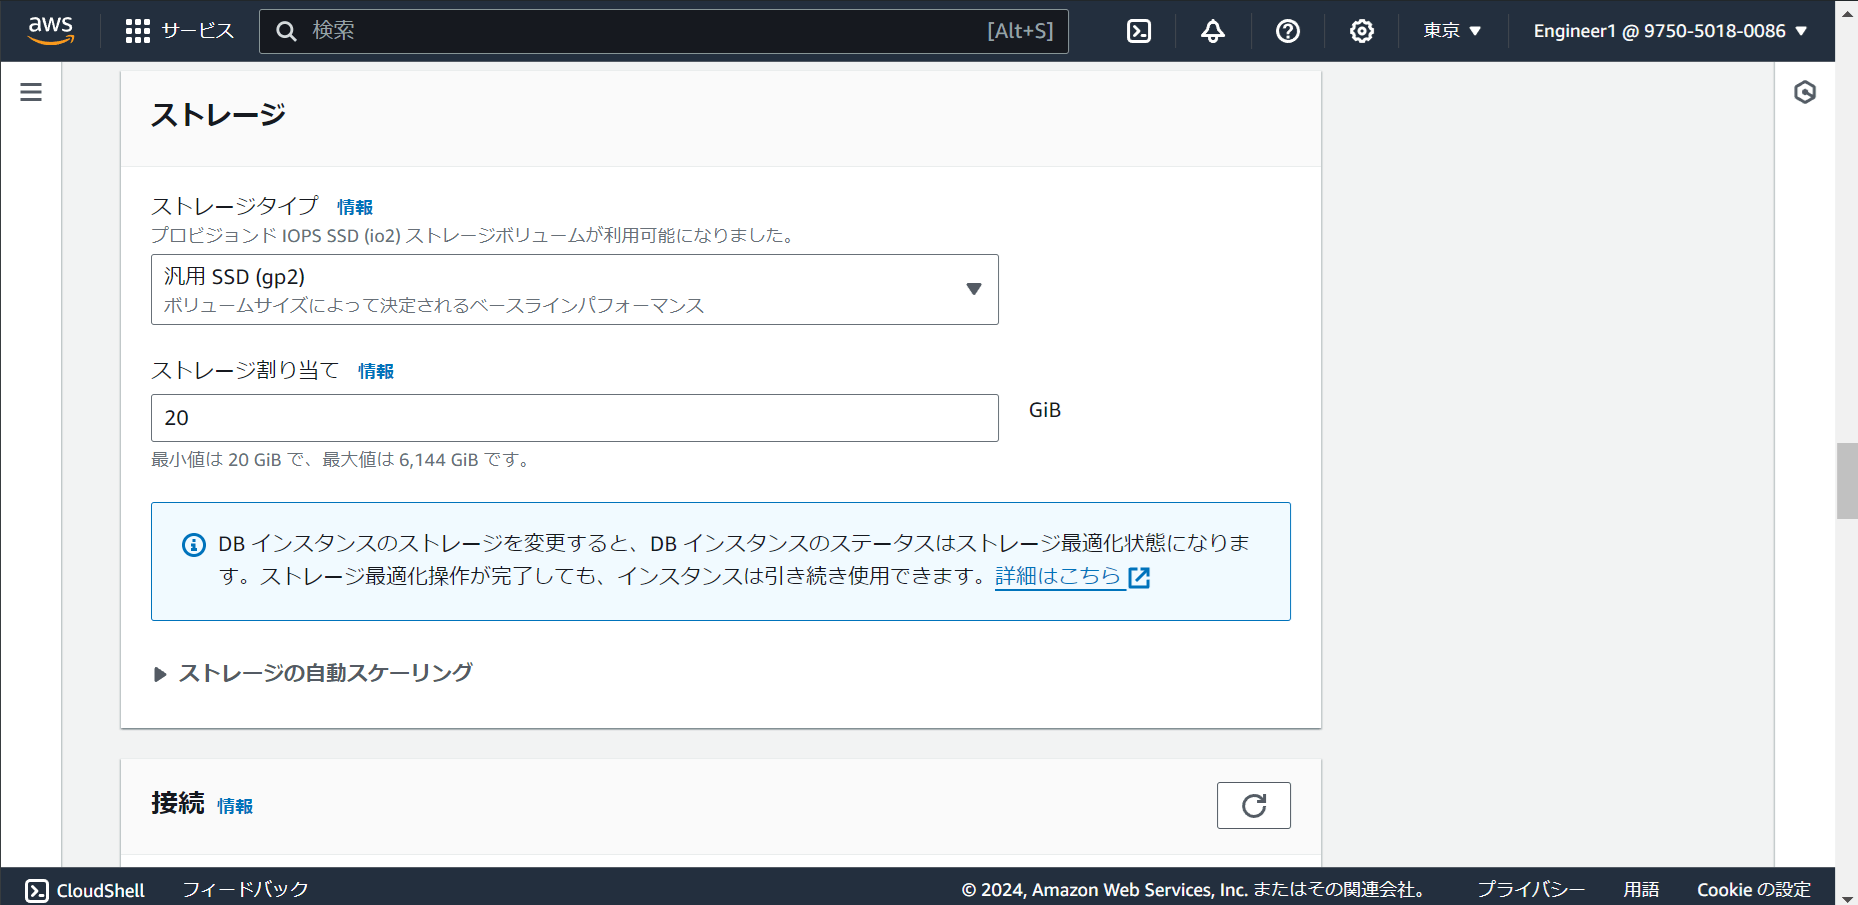 aws
サービス
検索
[Alt+S]
東京
Engineer1 @ 9750-5018-0086
ストレージ
ストレージタイプ 情報
プロビジョンド IOPS SSD (io2) ストレージボリュームが利用可能になりました。
汎用 SSD (gp2)
ボリュームサイズによって決定されるベースラインパフォーマンス
ストレージ割り当て 情報
20
GiB
最小値は 20 GiB で、最大値は 6,144 GiB です。
DB インスタンスのストレージを変更すると、DB インスタンスのステータスはストレージ最適化状態になりま
す。ストレージ最適化操作が完了しても、インスタンスは引き続き使用できます。詳細はこちら
ストレージの自動スケーリング
接続 情報
CloudShell
フィードバック
© 2024, Amazon Web Services, Inc. またはその関連会社。
プライバシー
用語
Cookie の設定